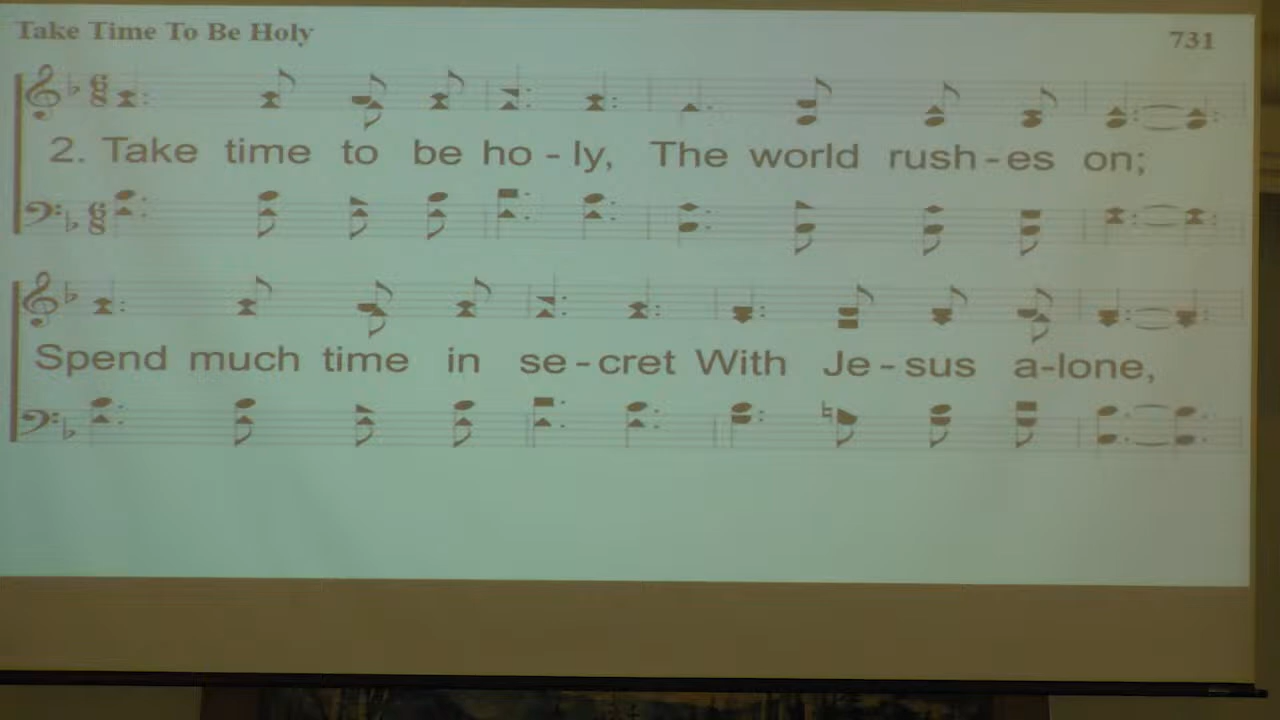 Take Time To Be Holy 731
2. Take time to be ho - ly, The world rush - es on;
Spend much time in se - cret With Je - sus a-lone,